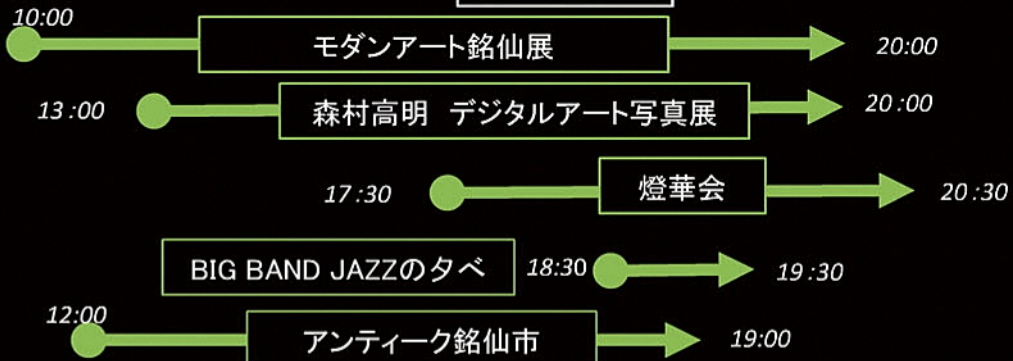 10:00 モダンアート銘仙展 20:00
13:00 森村高明 デジタルアート写真展 20:00
17:30 燈華会 20:30
BIG BAND JAZZの夕べ 18:30 19:30
12:00 アンティーク銘仙市 19:00